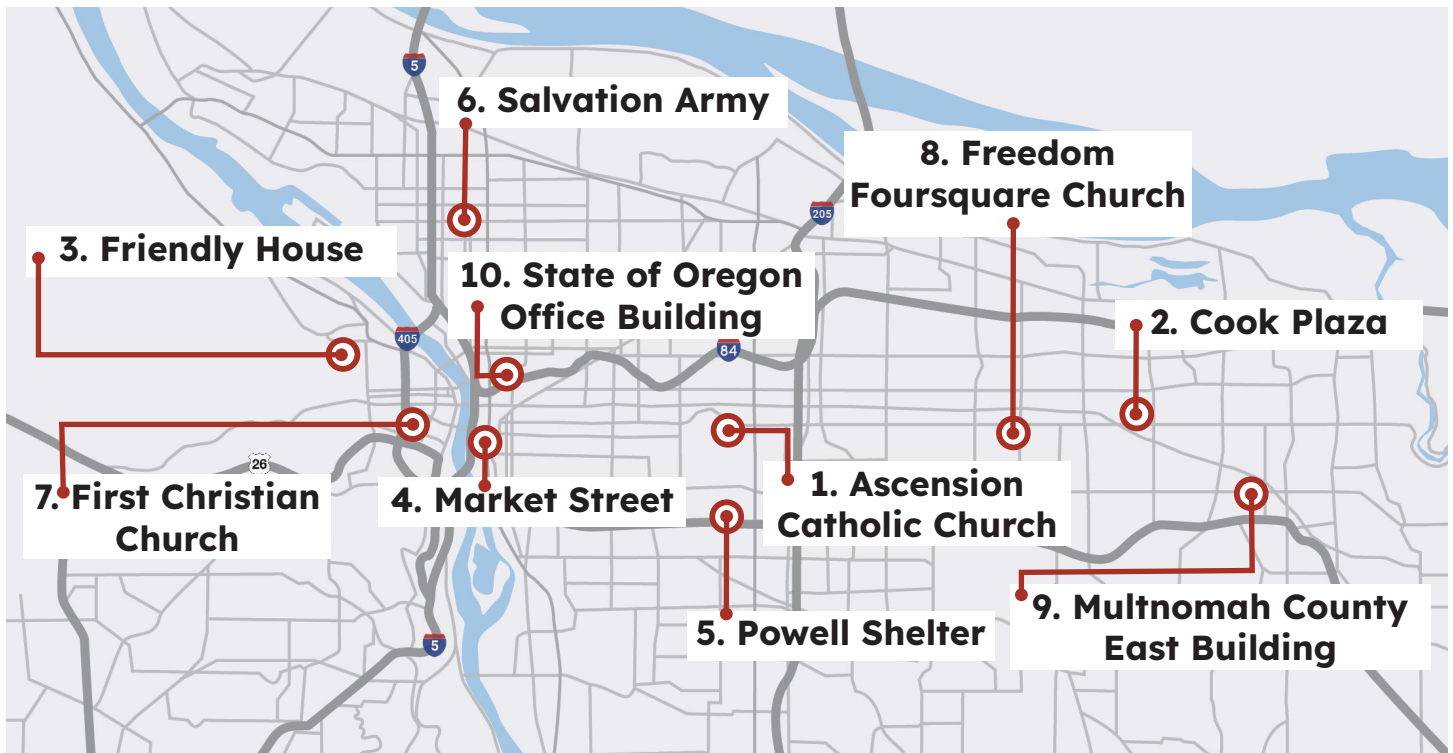 5
6. Salvation Army
8. Freedom
Foursquare Church
205
3. Friendly House
10. State of Oregon
Office Building
405
84
2. Cook Plaza
26
7. First Christian
Church
4. Market Street
1. Ascension
Catholic Church
9. Multnomah County
East Building
5. Powell Shelter
5